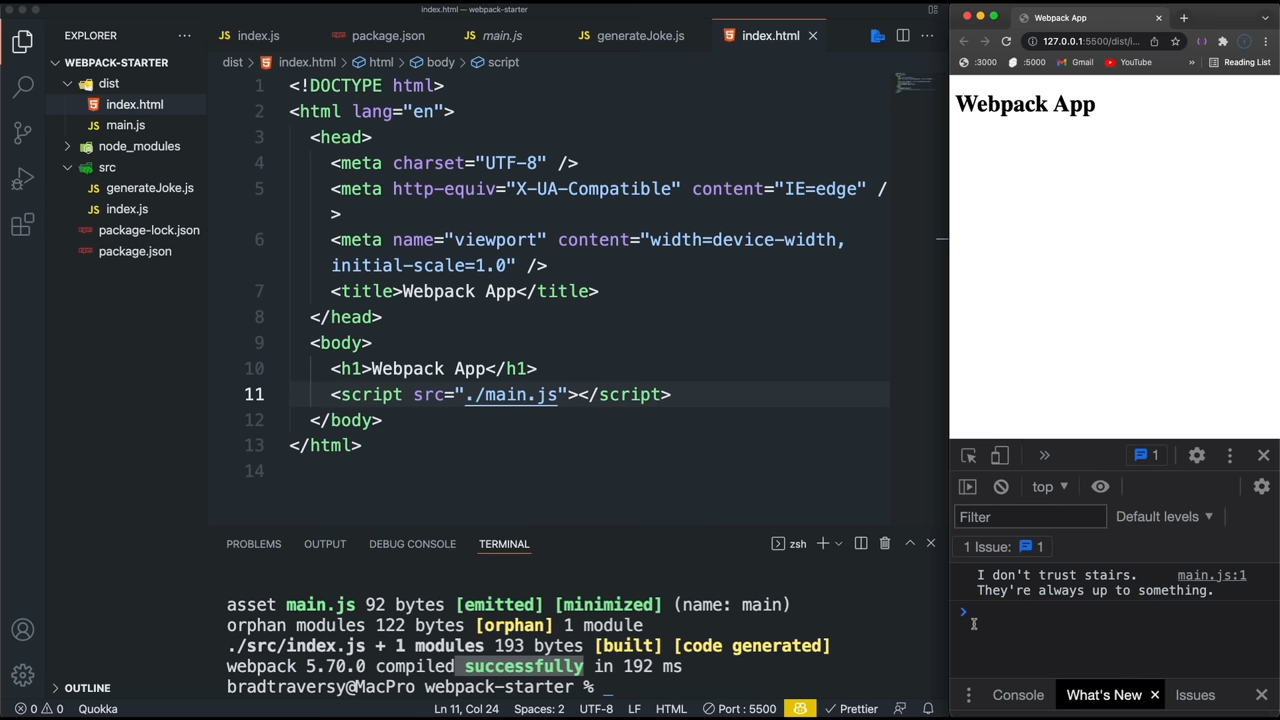 index.html — webpack-starter
EXPLORER
WEBPACK-STARTER
dist
index.html
main.js
node_modules
src
generateJoke.js
index.js
package-lock.json
package.json
OUTLINE
index.js
package.json
main.js
generateJoke.js
index.html
dist > index.html > html > body > script
1 <!DOCTYPE html>
2 <html lang="en">
3 <head>
4 <meta charset="UTF-8" />
5 <meta http-equiv="X-UA-Compatible" content="IE=edge" /
>
6 <meta name="viewport" content="width=device-width,
initial-scale=1.0" />
7 <title>Webpack App</title>
8 </head>
9 <body>
10 <h1>Webpack App</h1>
11 <script src="./main.js"></script>
12 </body>
13 </html>
14
PROBLEMS OUTPUT DEBUG CONSOLE TERMINAL
zsh
asset main.js 92 bytes [emitted] [minimized] (name: main)
orphan modules 122 bytes [orphan] 1 module
./src/index.js + 1 modules 193 bytes [built] [code generated]
webpack 5.70.0 compiled successfully in 192 ms
bradtraversy@MacPro webpack-starter %
0 0 Quokka Ln 11, Col 24 Spaces: 2 UTF-8 LF HTML Port : 5500 Prettier
Webpack App
127.0.0.1:5500/dist/i...
:3000 :5000 Gmail YouTube » Reading List
Webpack App
1
top
Filter Default levels
1 Issue: 1
I don't trust stairs. main.js:1
They're always up to something.
Console What's New Issues